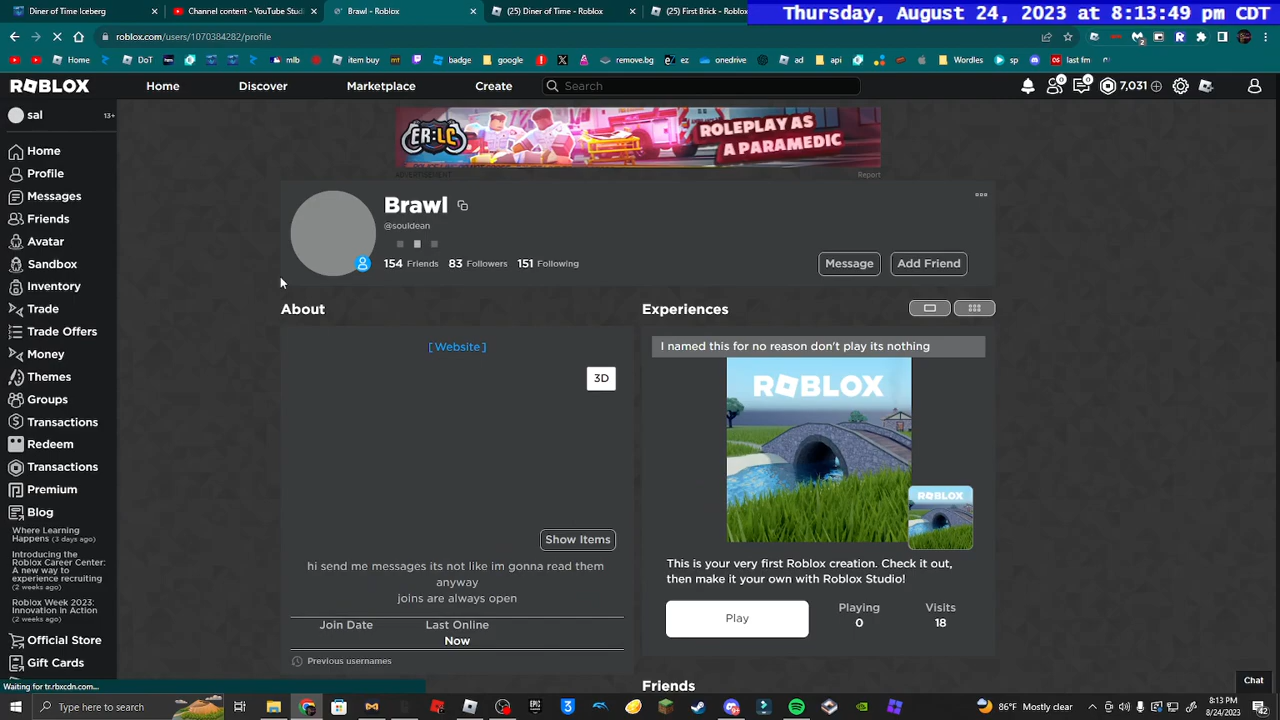 Thursday, August 24, 2023 at 8:13:49 pm CDT
Diner of Time Iceberg
Channel content - YouTube Studio
Brawl - Roblox
(25) Diner of Time - Roblox
(25) First Brick - Roblox
roblox.com/users/1070384282/profile
Home
DoT
item buy
mlb
badge
google
remove.bg
ez
onedrive
ad
api
Wordles
sp
last fm
ROBLOX
Home
Discover
Marketplace
Create
Search
0
0
7,031
sal
13+
ER:LC
ROLEPLAY AS
A PARAMEDIC
ADVERTISEMENT
Report
Home
Profile
Messages
Friends
Avatar
Sandbox
Inventory
Trade
Trade Offers
Money
Themes
Groups
Transactions
Redeem
Transactions
Premium
Blog
Where Learning
Happens (3 days ago)
Introducing the
Roblox Career Center:
A new way to
experience recruiting
(2 weeks ago)
Roblox Week 2023:
Innovation in Action
(2 weeks ago)
Official Store
Gift Cards
Brawl
@souldean
154 Friends 83 Followers 151 Following
Message
Add Friend
About
[ Website ]
3D
Show Items
hi send me messages its not like im gonna read them
anyway
joins are always open
Join Date
Last Online
Now
Previous usernames
Experiences
I named this for no reason don't play its nothing
ROBLOX
ROBLOX
This is your very first Roblox creation. Check it out,
then make it your own with Roblox Studio!
Play
Playing
0
Visits
18
Friends
Chat
Waiting for tr.rbxcdn.com...
Type here to search
86°F Mostly clear
8:13 PM
8/24/2023